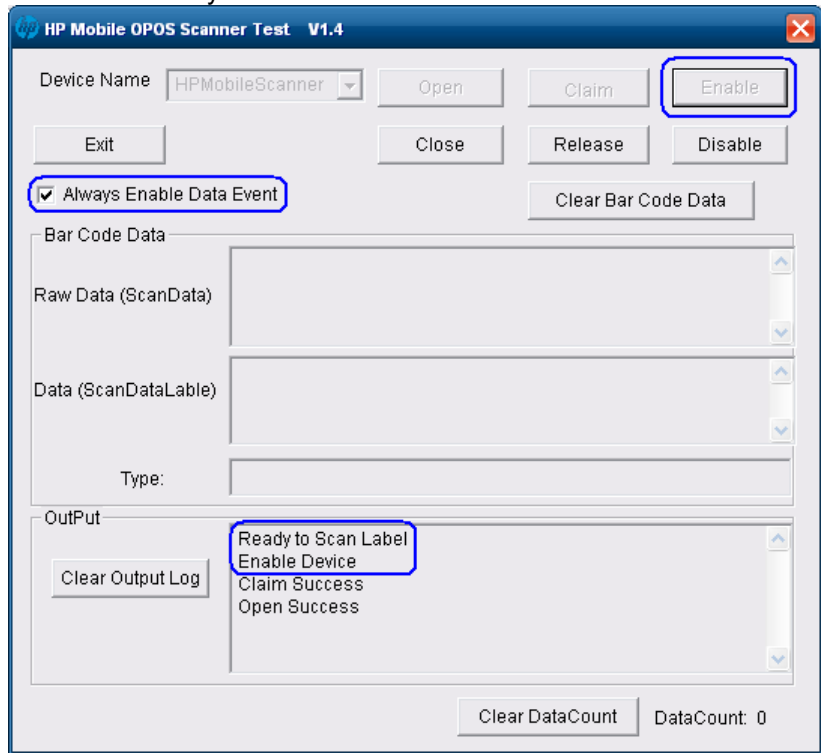 HP Mobile OPOS Scanner Test V1.4
Device Name HPMobileScanner Open Claim Enable
Exit Close Release Disable
Always Enable Data Event
Clear Bar Code Data
Bar Code Data
Raw Data (ScanData)
Data (ScanDataLable)
Type:
OutPut
Ready to Scan Label
Enable Device
Clear Output Log
Claim Success
Open Success
Clear DataCount DataCount: 0